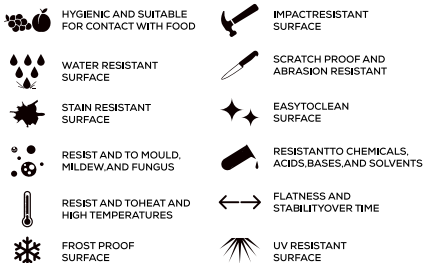 HYGIENIC AND SUITABLE
FOR CONTACT WITH FOOD
WATER RESISTANT
SURFACE
STAIN RESISTANT
SURFACE
RESIST AND TO MOULD,
MILDEW,AND FUNGUS
RESIST AND TOHEAT AND
HIGH TEMPERATURES
FROST PROOF
SURFACE
IMPACTRESISTANT
SURFACE
SCRATCH PROOF AND
ABRASION RESISTANT
EASYTOCLEAN
SURFACE
RESISTANTTO CHEMICALS,
ACIDS,BASES,AND SOLVENTS
FLATNESS AND
STABILITYOVER TIME
UV RESISTANT
SURFACE